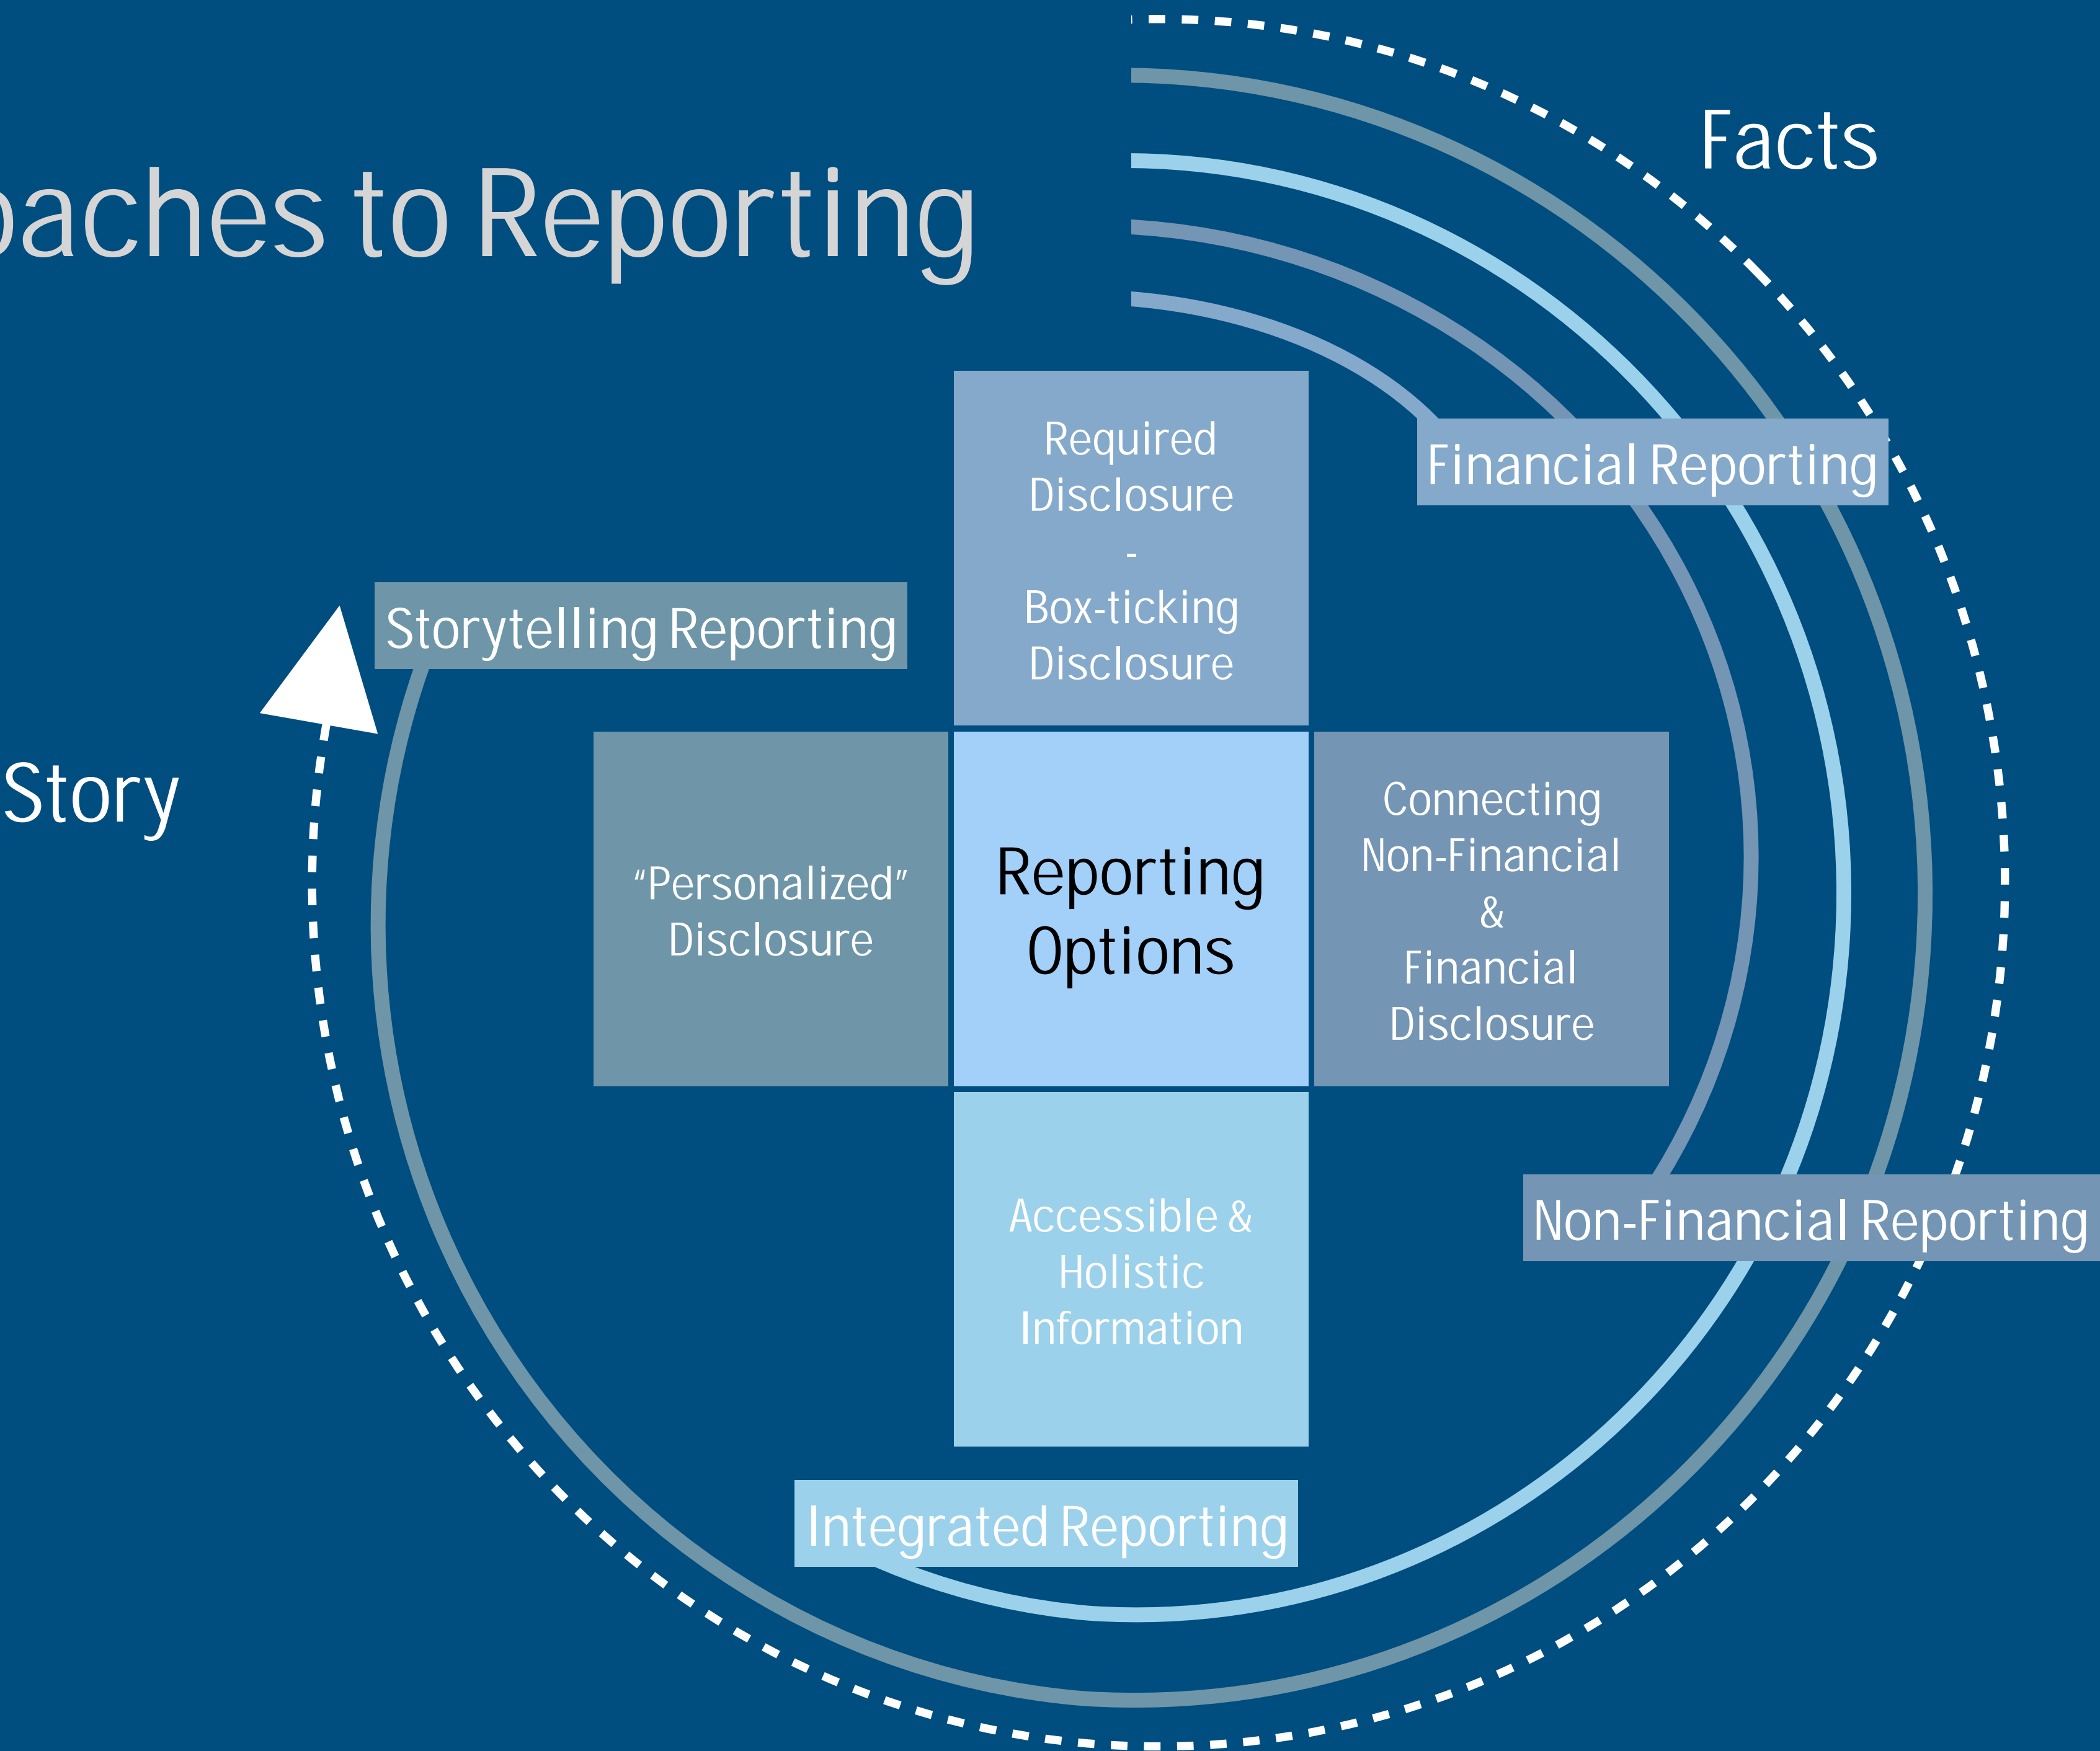 Facts
oaches to Reporting
Required
Disclosure
-
Box-ticking
Disclosure
Financial Reporting
Storytelling Reporting
Story
“Personalized”
Disclosure
Reporting
Options
Connecting
Non-Financial
&
Financial
Disclosure
Accessible &
Holistic
Information
Non-Financial Reporting
Integrated Reporting